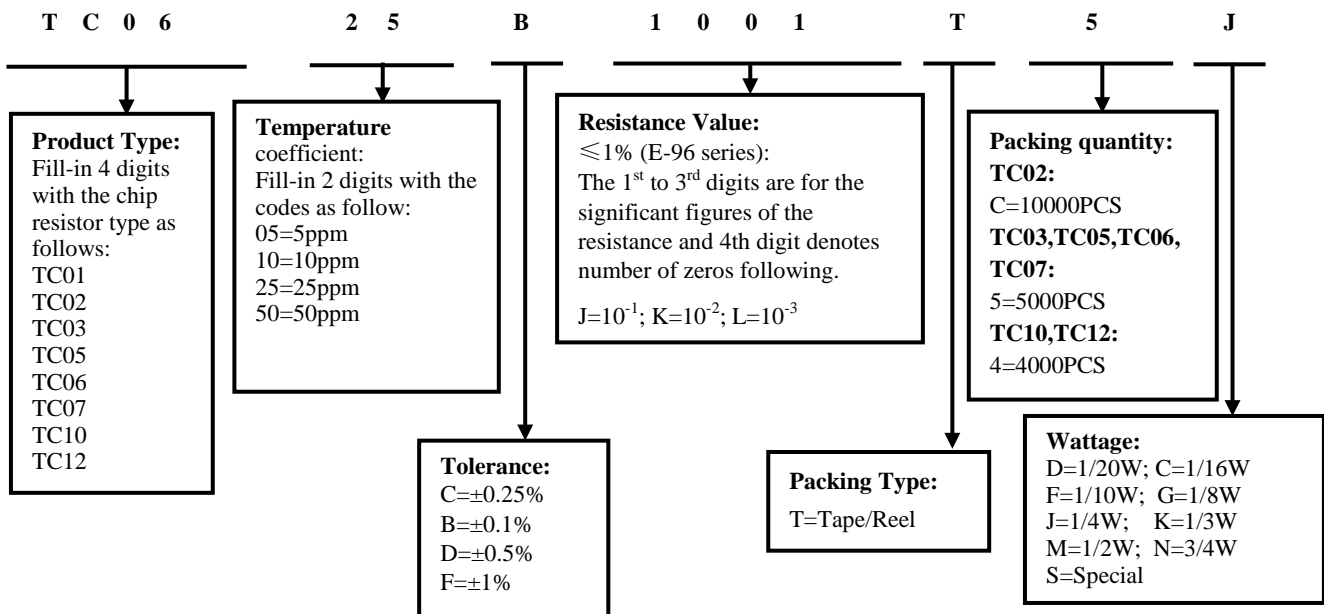 T C 0 6 2 5 B 1 0 0 1 T 5 J
Product Type:
Fill-in 4 digits
with the chip
resistor type as
follows:
TC01
TC02
TC03
TC05
TC06
TC07
TC10
TC12
Temperature
coefficient:
Fill-in 2 digits with the
codes as follow:
05=5ppm
10=10ppm
25=25ppm
50=50ppm
Resistance Value:
≤1% (E-96 series):
The 1st to 3rd digits are for the
significant figures of the
resistance and 4th digit denotes
number of zeros following.
J=10-1; K=10-2; L=10-3
Packing quantity:
TC02:
C=10000PCS
TC03,TC05,TC06,
TC07:
5=5000PCS
TC10,TC12:
4=4000PCS
Tolerance:
C=±0.25%
B=±0.1%
D=±0.5%
F=±1%
Packing Type:
T=Tape/Reel
Wattage:
D=1/20W; C=1/16W
F=1/10W; G=1/8W
J=1/4W; K=1/3W
M=1/2W; N=3/4W
S=Special